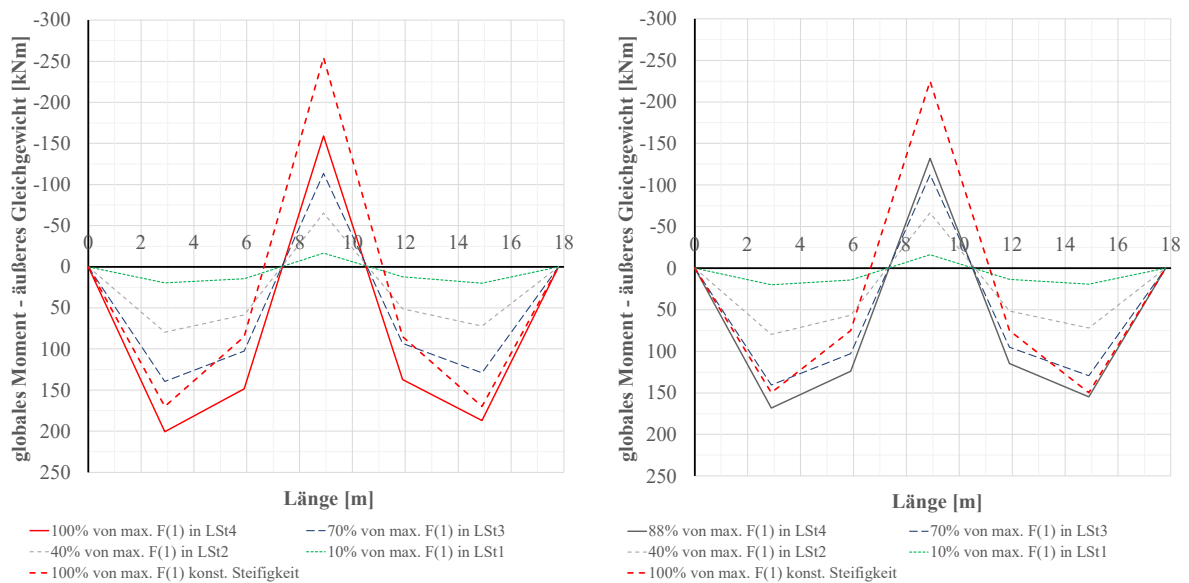 globales Moment - äußeres Gleichgewicht [kNm]
-300
-250
-200
-150
-100
-50
0
50
100
150
200
250
0 2 4 6 8 10 12 14 16 18
Länge [m]
100% von max. F(1) in LSt4
70% von max. F(1) in LSt3
40% von max. F(1) in LSt2
10% von max. F(1) in LSt1
100% von max. F(1) konst. Steifigkeit
globales Moment - äußeres Gleichgewicht [kNm]
-300
-250
-200
-150
-100
-50
0
50
100
150
200
250
0 2 4 6 8 10 12 14 16 18
Länge [m]
88% von max. F(1) in LSt4
70% von max. F(1) in LSt3
40% von max. F(1) in LSt2
10% von max. F(1) in LSt1
100% von max. F(1) konst. Steifigkeit